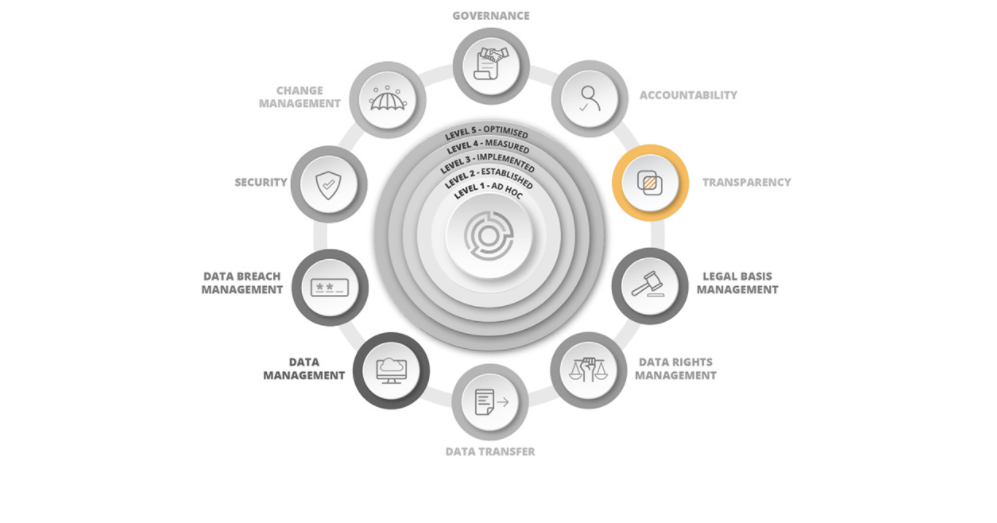 GOVERNANCE
CHANGE
MANAGEMENT
ACCOUNTABILITY
LEVEL 5 - OPTIMISED
LEVEL 4 - MEASURED
LEVEL 3 - IMPLEMENTED
LEVEL 2 - ESTABLISHED
LEVEL 1 - AD HOC
SECURITY
TRANSPARENCY
DATA BREACH
MANAGEMENT
**_
LEGAL BASIS
MANAGEMENT
DATA
MANAGEMENT
DATA RIGHTS
MANAGEMENT
DATA TRANSFER